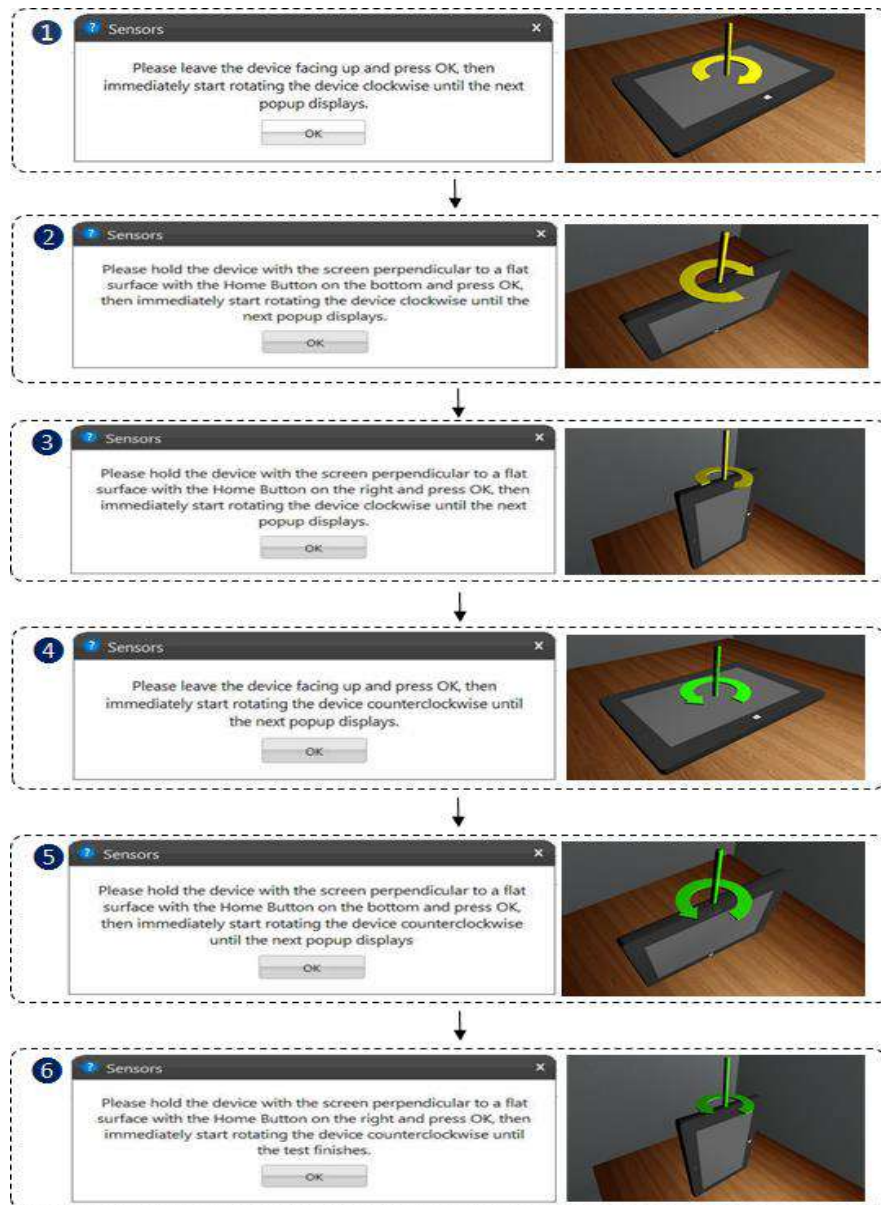 1
? Sensors x
Please leave the device facing up and press OK, then
immediately start rotating the device clockwise until the next
popup displays.
OK
2
? Sensors x
Please hold the device with the screen perpendicular to a flat
surface with the Home Button on the bottom and press OK,
then immediately start rotating the device clockwise until the
next popup displays.
OK
3
? Sensors x
Please hold the device with the screen perpendicular to a flat
surface with the Home Button on the right and press OK, then
immediately start rotating the device clockwise until the next
popup displays.
OK
4
? Sensors x
Please leave the device facing up and press OK, then
immediately start rotating the device counterclockwise until
the next popup displays.
OK
5
? Sensors x
Please hold the device with the screen perpendicular to a flat
surface with the Home Button on the bottom and press OK,
then immediately start rotating the device counterclockwise
until the next popup displays
OK
6
? Sensors x
Please hold the device with the screen perpendicular to a flat
surface with the Home Button on the right and press OK, then
immediately start rotating the device counterclockwise until
the test finishes.
OK